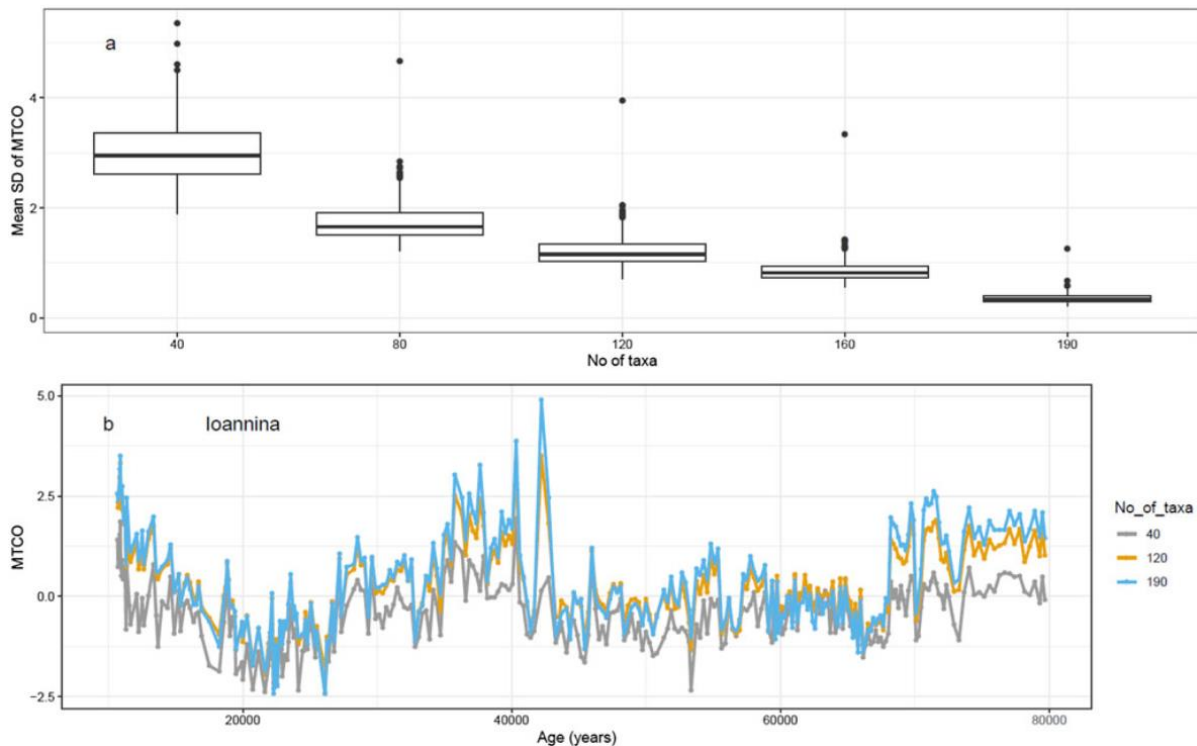 a
Mean SD of MTCO
4
2
0
40 80 120 160 190
No of taxa
b Ioannina
MTCO
5.0
2.5
0.0
−2.5
20000 40000 60000 80000
Age (years)
No_of_taxa
40
120
190